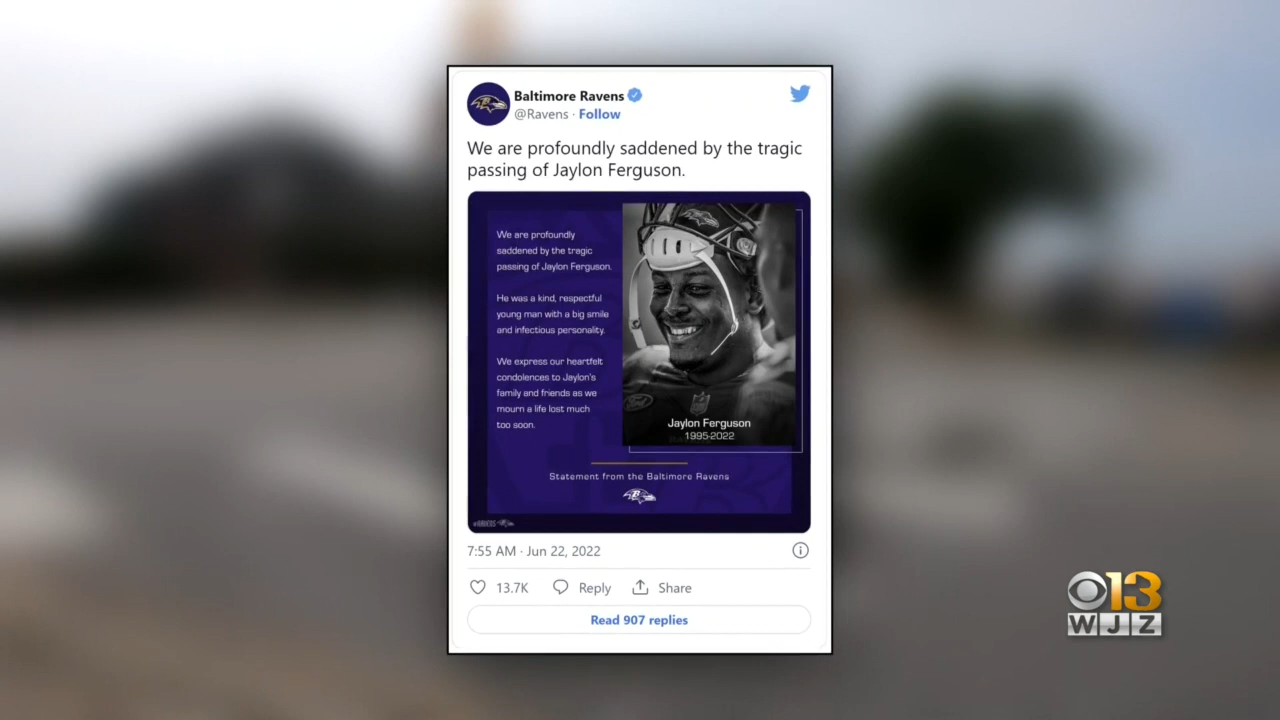 Baltimore Ravens
@Ravens · Follow
We are profoundly saddened by the tragic
passing of Jaylon Ferguson.
We are profoundly
saddened by the tragic
passing of Jaylon Ferguson.
He was a kind, respectful
young man with a big smile
and infectious personality.
We express our heartfelt
condolences to Jaylon's
family and friends as we
mourn a life lost much
too soon.
Jaylon Ferguson
1995-2022
Statement from the Baltimore Ravens
7:55 AM · Jun 22, 2022
13.7K Reply Share
Read 907 replies
13
WJZ